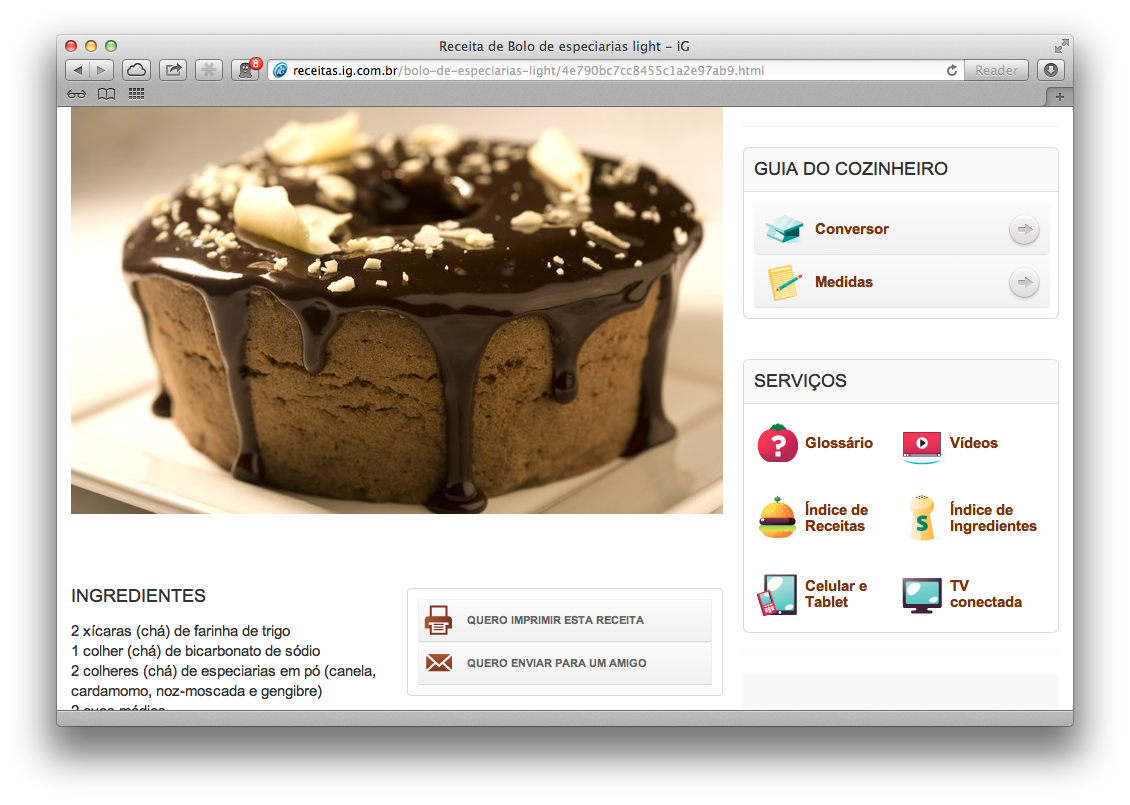 Receita de Bolo de especiarias light – iG
8
receitas.ig.com.br/bolo-de-especiarias-light/4e790bc7cc8455c1a2e97ab9.html
Reader
GUIA DO COZINHEIRO
Conversor
Medidas
SERVIÇOS
Glossário
Vídeos
Índice de
Receitas
Índice de
Ingredientes
S
Celular e
Tablet
TV
conectada
INGREDIENTES
2 xícaras (chá) de farinha de trigo
1 colher (chá) de bicarbonato de sódio
2 colheres (chá) de especiarias em pó (canela,
cardamomo, noz-moscada e gengibre)
QUERO IMPRIMIR ESTA RECEITA
QUERO ENVIAR PARA UM AMIGO